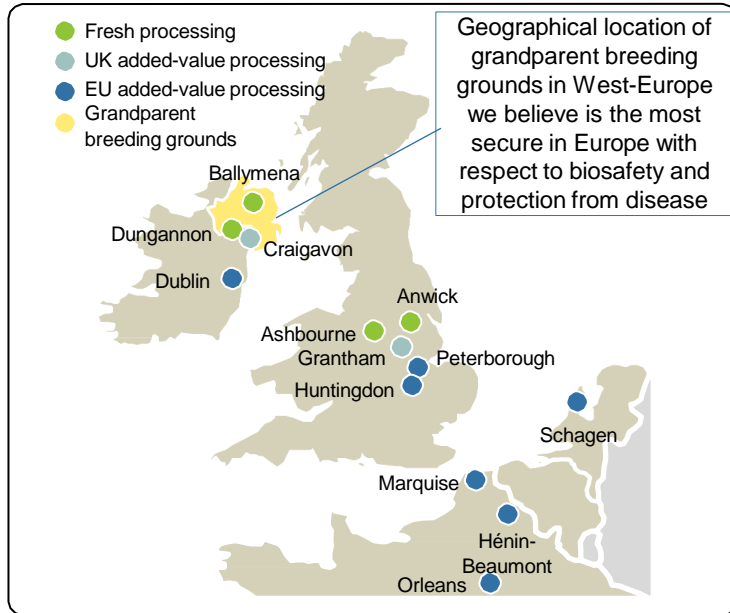 Fresh processing
UK added-value processing
EU added-value processing
Grandparent
breeding grounds
Geographical location of
grandparent breeding
grounds in West-Europe
we believe is the most
secure in Europe with
respect to biosafety and
protection from disease
Ballymena
Dungannon
Craigavon
Dublin
Anwick
Ashbourne
Grantham
Peterborough
Huntingdon
Schagen
Marquise
Hénin-
Beaumont
Orleans